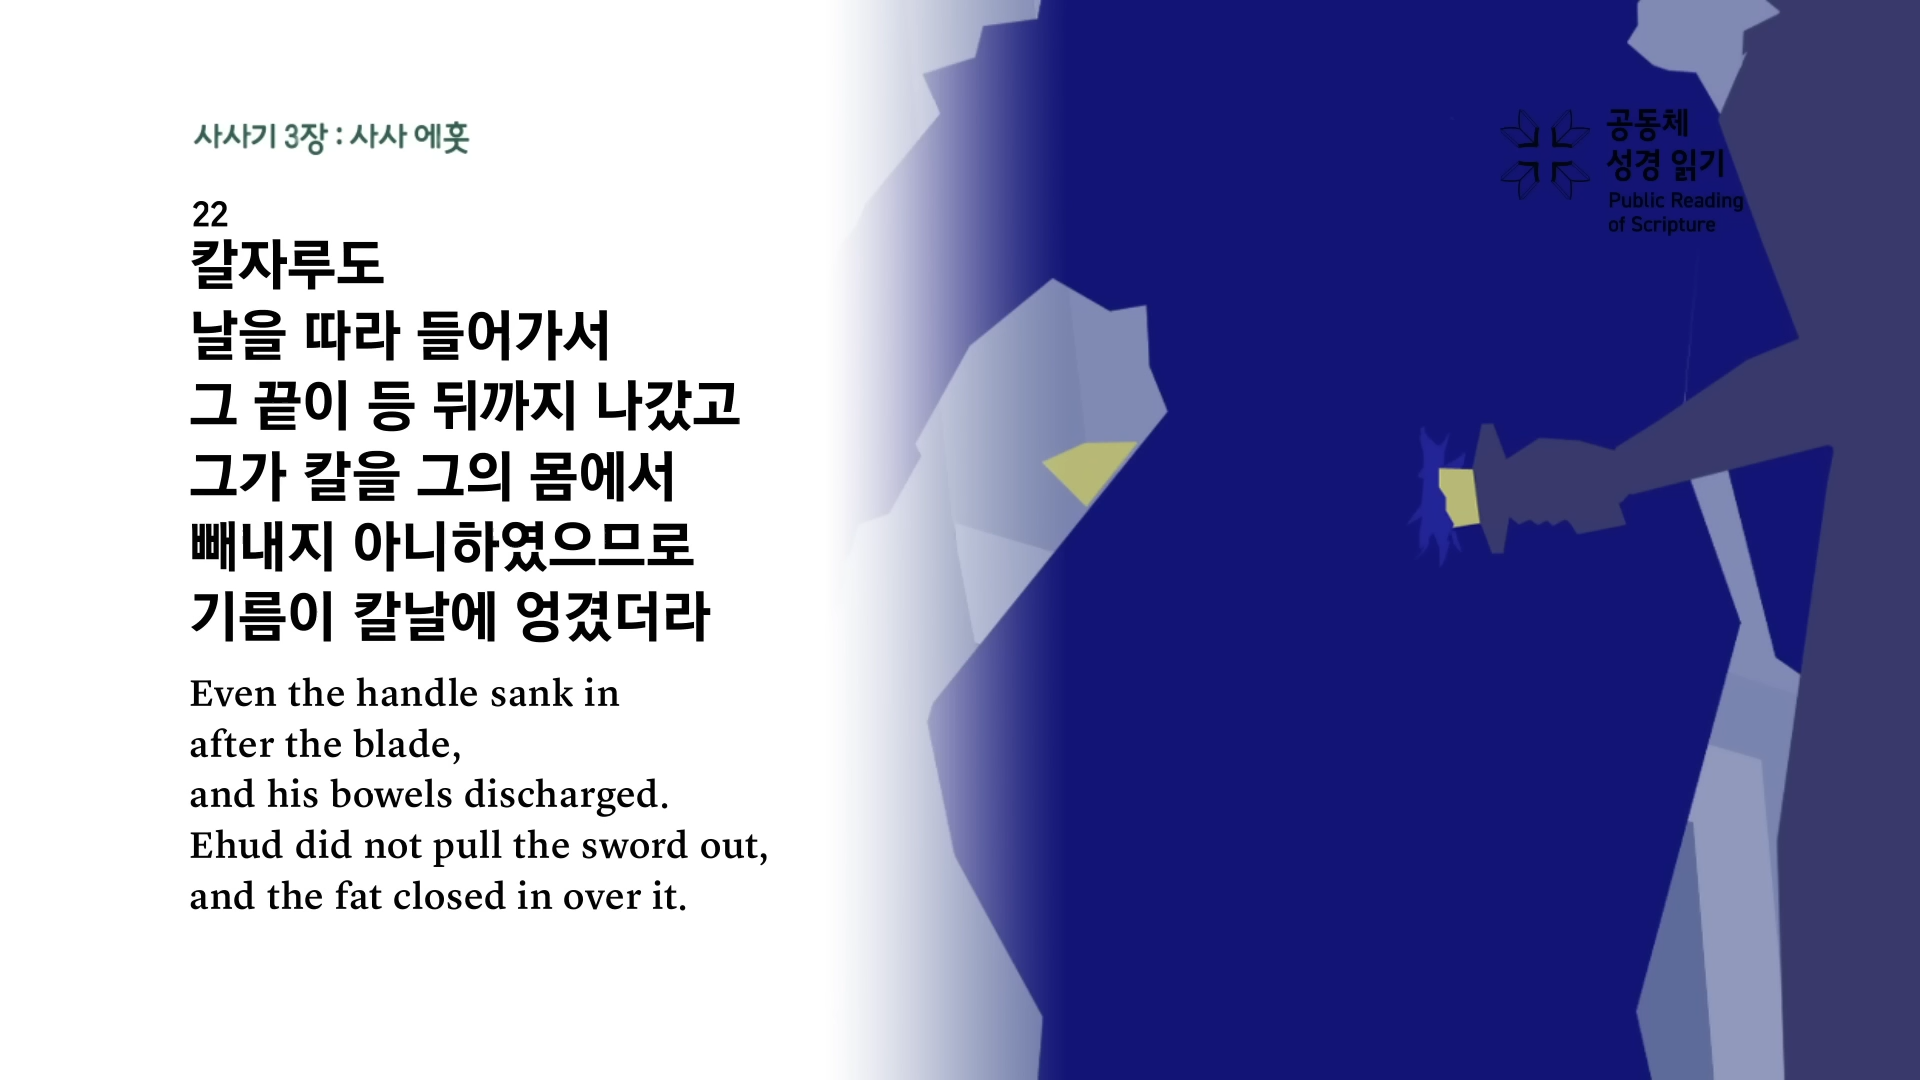 사사기 3장 : 사사 에훗
22
칼자루도
날을 따라 들어가서
그 끝이 등 뒤까지 나갔고
그가 칼을 그의 몸에서
빼내지 아니하였으므로
기름이 칼날에 엉겼더라
Even the handle sank in
after the blade,
and his bowels discharged.
Ehud did not pull the sword out,
and the fat closed in over it.
공동체
성경 읽기
Public Reading
of Scripture